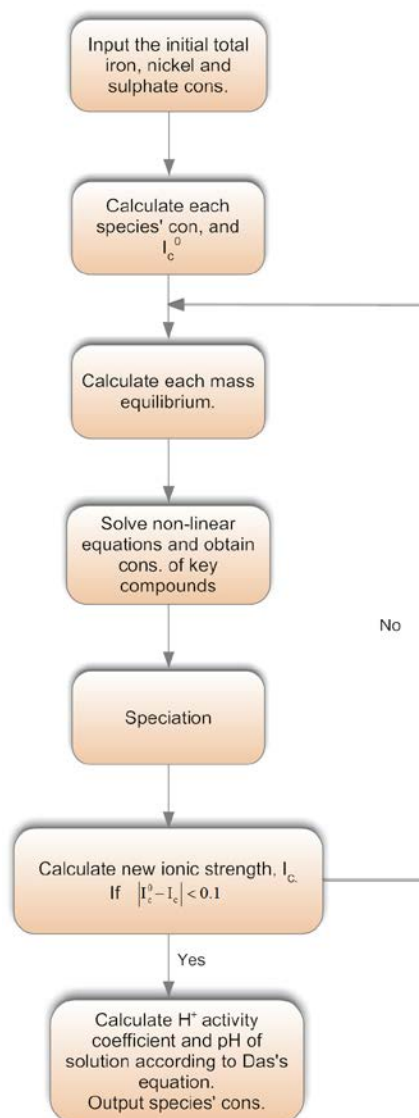 Input the initial total
iron, nickel and
sulphate cons.
Calculate each
species' con, and
I_c^0
Calculate each mass
equilibrium.
Solve non-linear
equations and obtain
cons. of key
compounds
No
Speciation
Calculate new ionic strength, I_c.
If |I_c^0 − I_c| < 0.1
Yes
Calculate H⁺ activity
coefficient and pH of
solution according to Das's
equation.
Output species' cons.